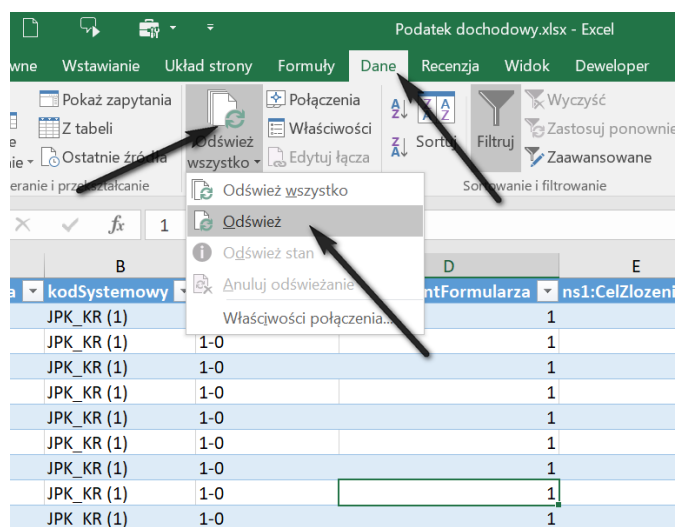 Podatek dochodowy.xlsx - Excel
wne Wstawianie Układ strony Formuły Dane Recenzja Widok Deweloper
Pokaż zapytania
Z tabeli
Ostatnie źródła
Odśwież wszystko
Połączenia
Właściwości
Edytuj łącza
Sortuj
Filtruj
Wyczyść
Zastosuj ponownie
Zaawansowane
eranie i przekształcanie
Sortowanie i filtrowanie
Odśwież wszystko
Odśwież
Odśwież stan
Anuluj odświeżanie
Właściwości połączenia...
fx 1
B D E
a kodSystemowy ntFormularza ns1:CelZlozeni
JPK_KR (1) 1
JPK_KR (1) 1-0 1
JPK_KR (1) 1-0 1
JPK_KR (1) 1-0 1
JPK_KR (1) 1-0 1
JPK_KR (1) 1-0 1
JPK_KR (1) 1-0 1
JPK_KR (1) 1-0 1
JPK_KR (1) 1-0 1